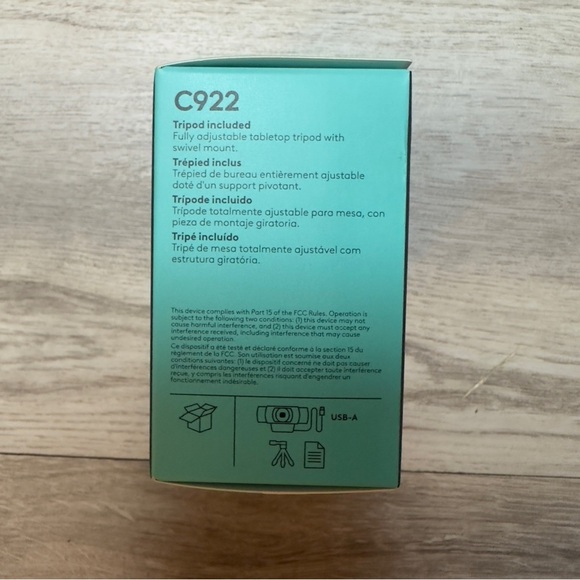 C922
Tripod included
Fully adjustable tabletop tripod with
swivel mount.
Trépied inclus
Trépied de bureau entièrement ajustable
doté d'un support pivotant.
Trípode incluido
Trípode totalmente ajustable para mesa, con
pieza de montaje giratoria.
Tripé incluído
Tripé de mesa totalmente ajustável com
estrutura giratória.
This device complies with Part 15 of the FCC Rules. Operation is
subject to the following two conditions: (1) this device may not
cause harmful interference, and (2) this device must accept any
interference received, including interference that may cause
undesired operation.
Ce dispositif a été testé et déclaré conforme à la section 15 du
règlement de la FCC. Son utilisation est soumise aux deux
conditions suivantes: (1) le dispositif concerné ne doit pas causer
d'interférences dangereuses et (2) il doit accepter toute interférence
reçue, y compris les interférences risquant d'engendrer un
fonctionnement indésirable.
USB-A